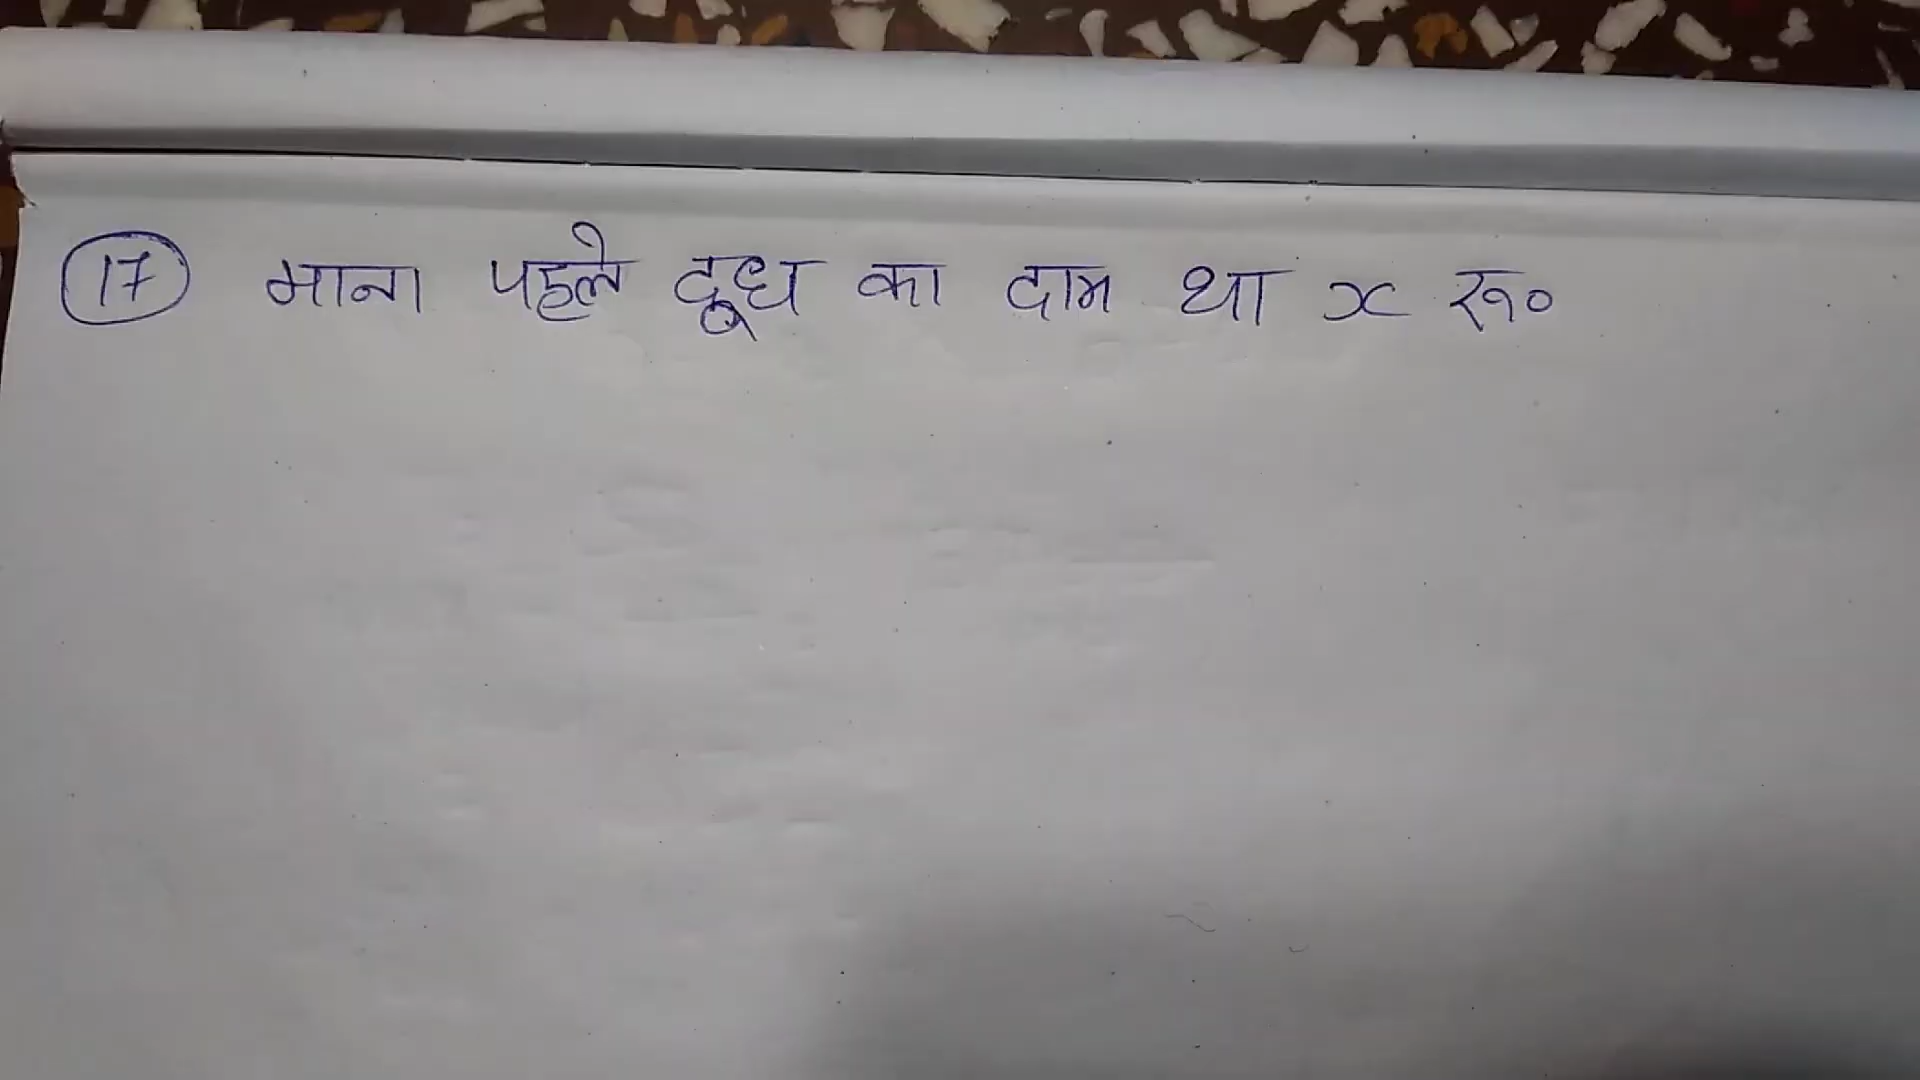 17 माना पहले दूध का दाम था x रू०